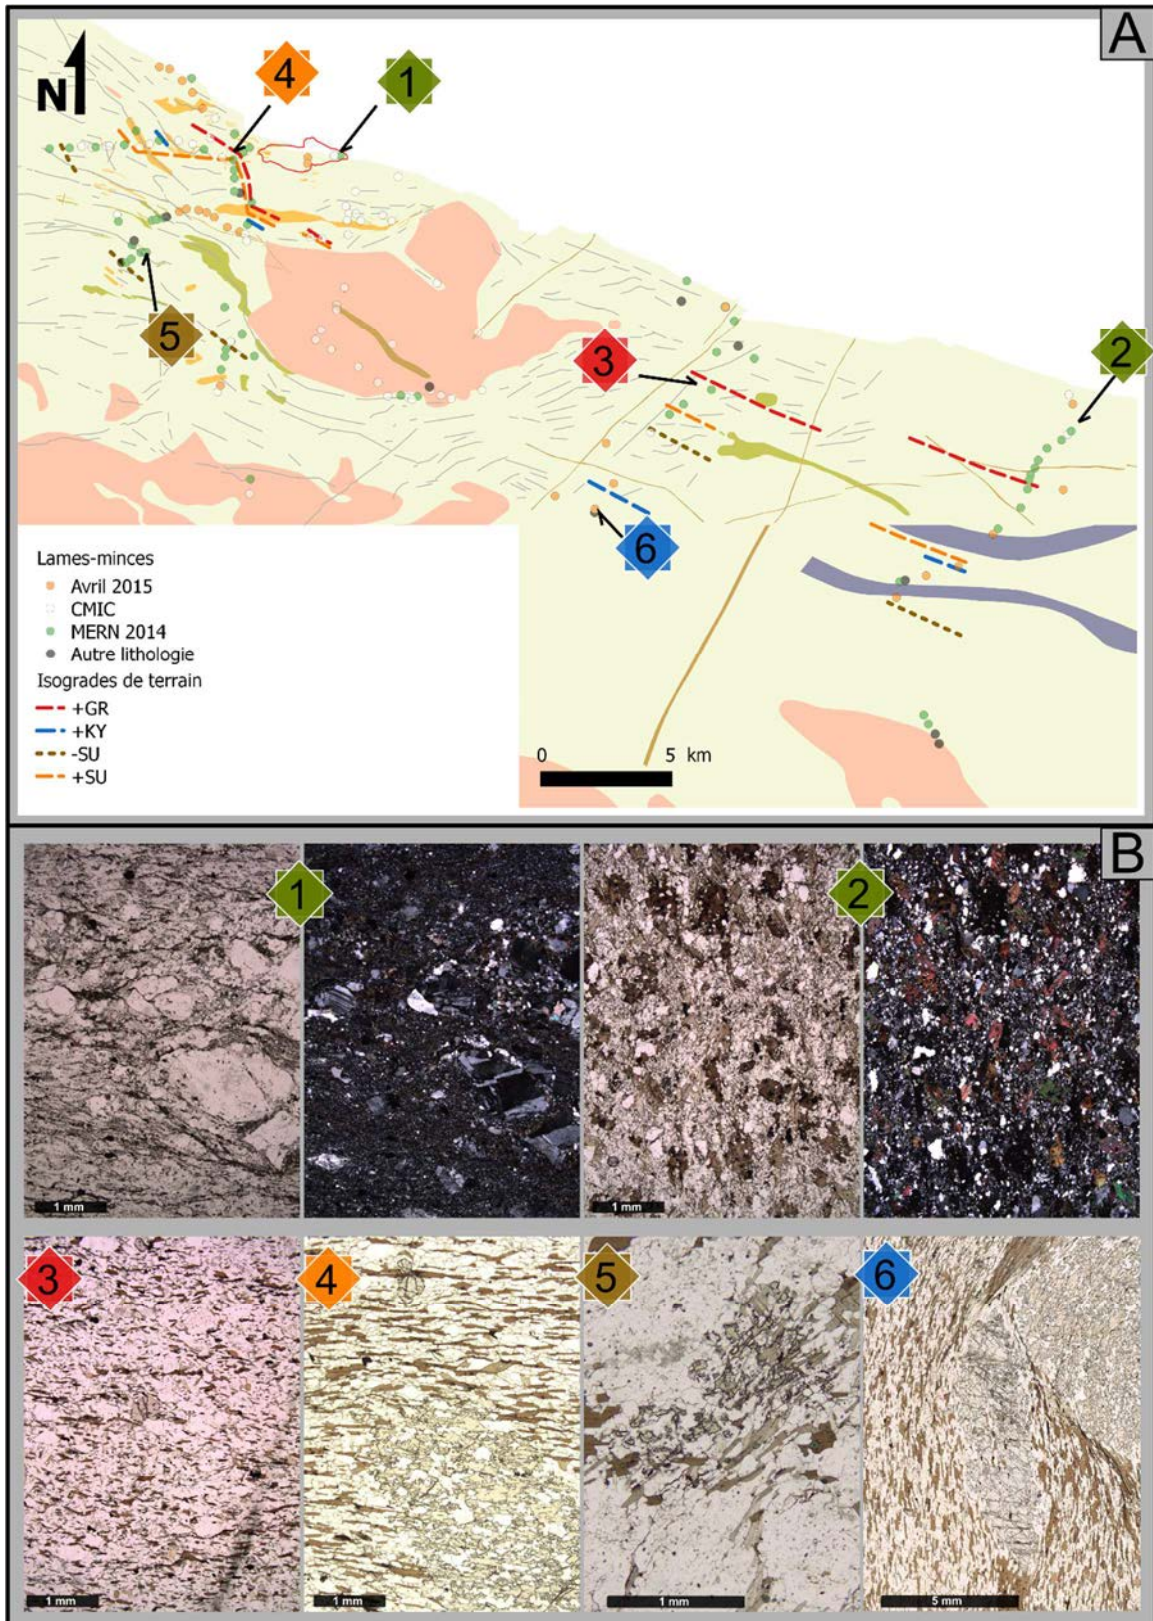 A
N
4
1
5
3
2
6
Lames-minces
Avril 2015
CMIC
MERN 2014
Autre lithologie
Isogrades de terrain
+GR
+KY
-SU
+SU
0 5 km
B
1
2
1 mm
1 mm
3
4
5
6
1 mm
1 mm
1 mm
5 mm